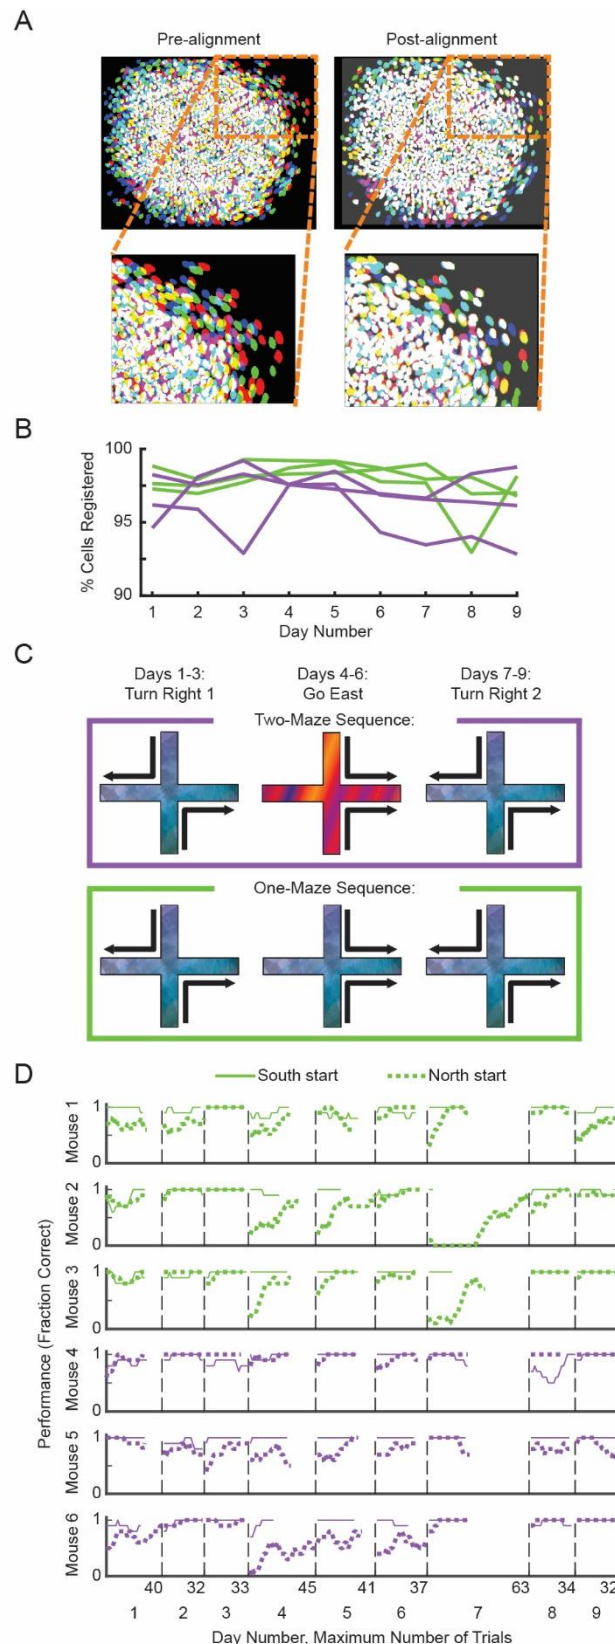 A
Pre-alignment
Post-alignment
B
% Cells Registered
100
95
90
1 2 3 4 5 6 7 8 9
Day Number
C
Days 1-3: Days 4-6: Days 7-9:
Turn Right 1 Go East Turn Right 2
Two-Maze Sequence:
One-Maze Sequence:
D
South start North start
Performance (Fraction Correct)
Mouse 1
1
0
Mouse 2
1
0
Mouse 3
1
0
Mouse 4
1
0
Mouse 5
1
0
Mouse 6
1
0
40 32 33 45 41 37 63 34 32
1 2 3 4 5 6 7 8 9
Day Number, Maximum Number of Trials